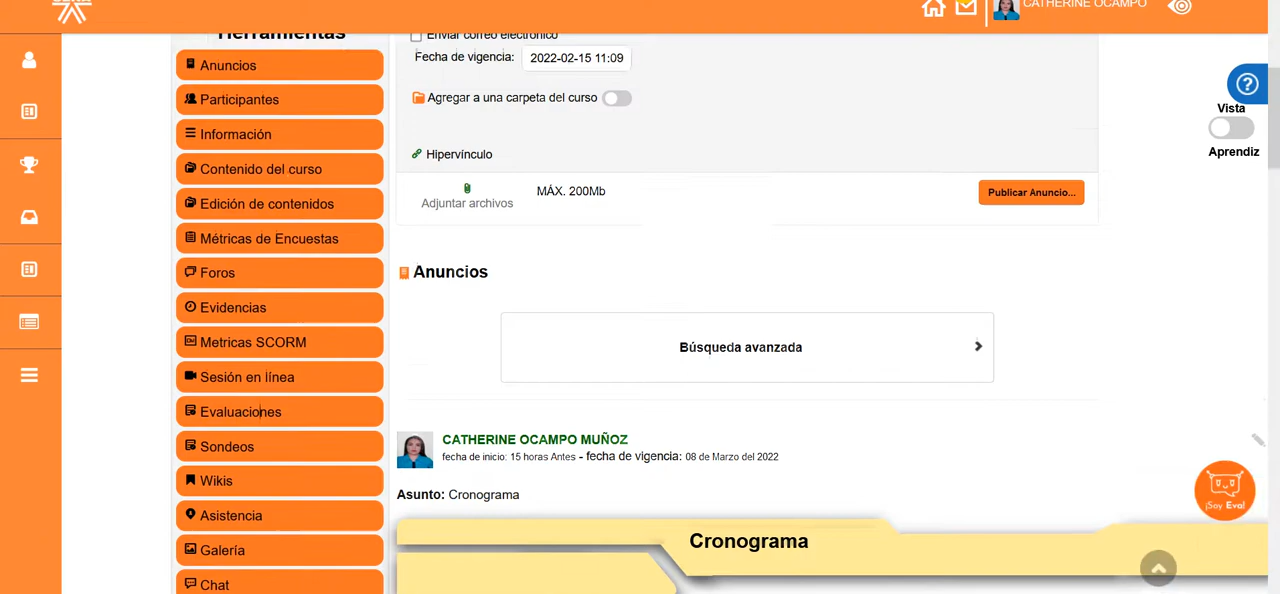 CATHERINE OCAMPO
Herramientas
Anuncios
Participantes
Información
Contenido del curso
Edición de contenidos
Métricas de Encuestas
Foros
Evidencias
Metricas SCORM
Sesión en línea
Evaluaciones
Sondeos
Wikis
Asistencia
Galería
Chat
Enviar correo electrónico
Fecha de vigencia: 2022-02-15 11:09
Agregar a una carpeta del curso
Hipervínculo
Adjuntar archivos
MÁX. 200Mb
Publicar Anuncio...
Anuncios
Búsqueda avanzada
CATHERINE OCAMPO MUÑOZ
fecha de inicio: 15 horas Antes - fecha de vigencia: 08 de Marzo del 2022
Asunto: Cronograma
Cronograma
Vista
Aprendiz
¡Soy Eva!